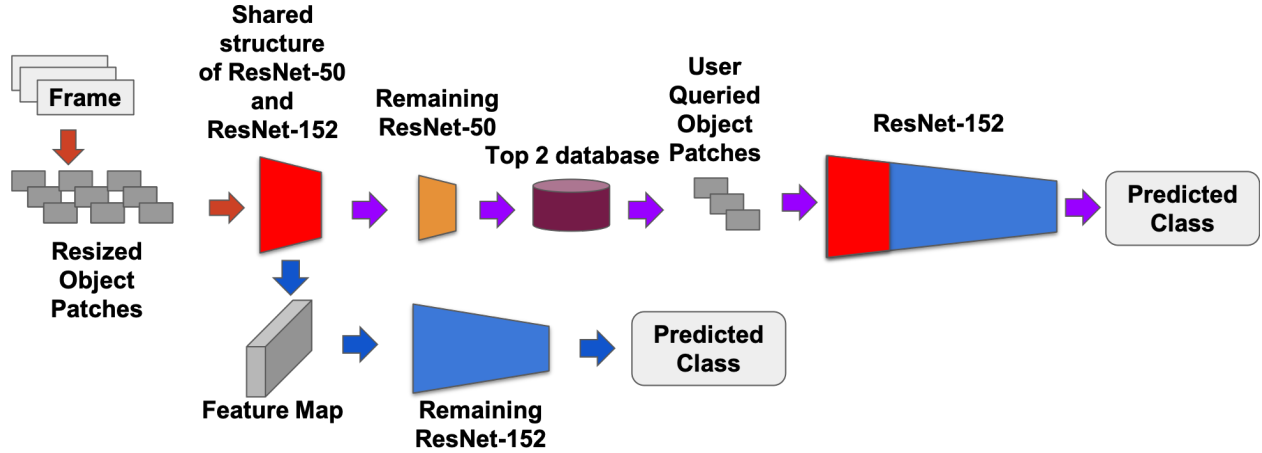 Frame
Resized
Object
Patches
Shared
structure
of ResNet-50
and
ResNet-152
Remaining
ResNet-50
Top 2 database
User
Queried
Object
Patches
ResNet-152
Predicted
Class
Feature Map
Remaining
ResNet-152
Predicted
Class